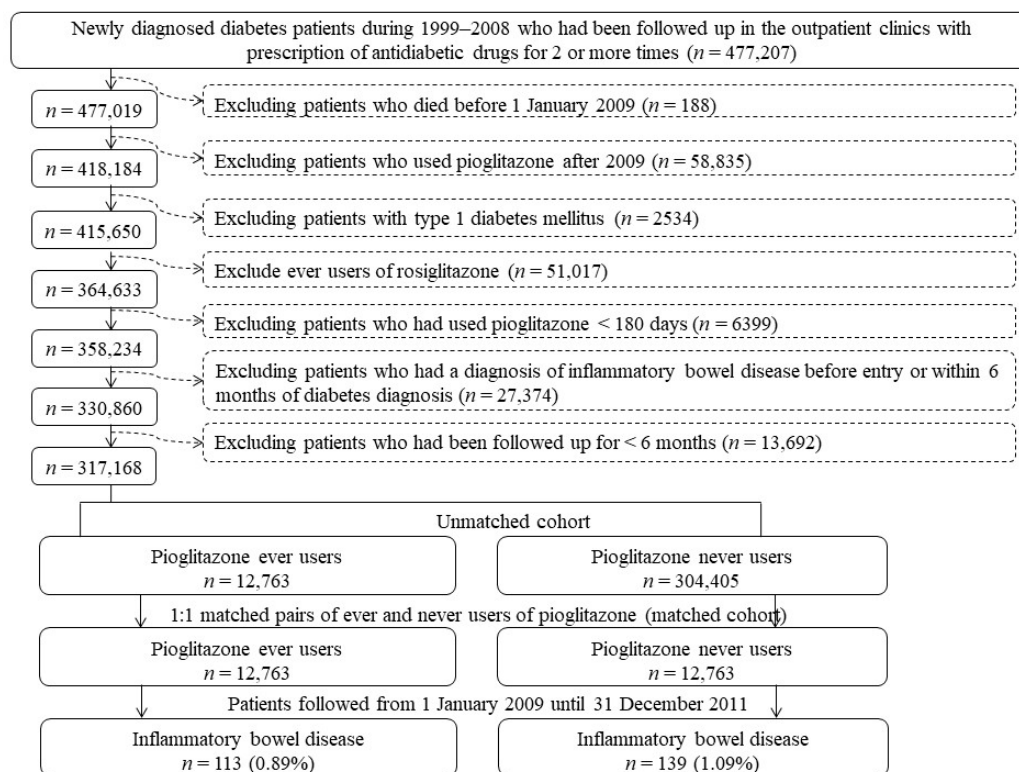 Newly diagnosed diabetes patients during 1999–2008 who had been followed up in the outpatient clinics with
prescription of antidiabetic drugs for 2 or more times (n = 477,207)
Excluding patients who died before 1 January 2009 (n = 188)
n = 477,019
Excluding patients who used pioglitazone after 2009 (n = 58,835)
n = 418,184
Excluding patients with type 1 diabetes mellitus (n = 2534)
n = 415,650
Exclude ever users of rosiglitazone (n = 51,017)
n = 364,633
Excluding patients who had used pioglitazone < 180 days (n = 6399)
n = 358,234
Excluding patients who had a diagnosis of inflammatory bowel disease before entry or within 6
months of diabetes diagnosis (n = 27,374)
n = 330,860
Excluding patients who had been followed up for < 6 months (n = 13,692)
n = 317,168
Unmatched cohort
Pioglitazone ever users
n = 12,763
Pioglitazone never users
n = 304,405
1:1 matched pairs of ever and never users of pioglitazone (matched cohort)
Pioglitazone ever users
n = 12,763
Pioglitazone never users
n = 12,763
Patients followed from 1 January 2009 until 31 December 2011
Inflammatory bowel disease
n = 113 (0.89%)
Inflammatory bowel disease
n = 139 (1.09%)